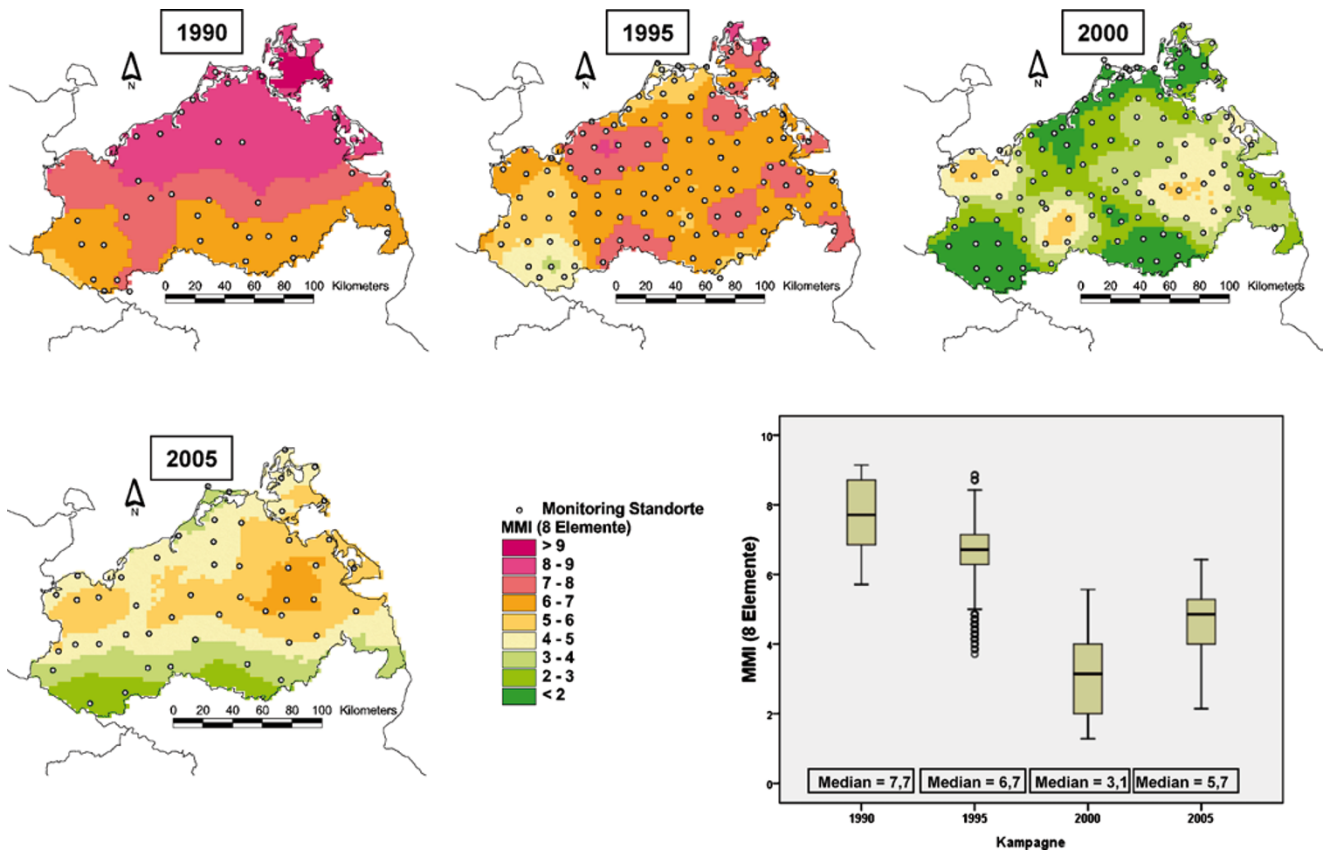 1990
N
0 20 40 60 80 100 Kilometers
1995
N
0 20 40 60 80 100 Kilometers
2000
N
0 20 40 60 80 100 Kilometers
2005
N
0 20 40 60 80 100 Kilometers
Monitoring Standorte
MMI (8 Elemente)
> 9
8 - 9
7 - 8
6 - 7
5 - 6
4 - 5
3 - 4
2 - 3
< 2
MMI (8 Elemente)
10
8
6
4
2
0
Median = 7,7
Median = 6,7
Median = 3,1
Median = 5,7
1990
1995
2000
2005
Kampagne